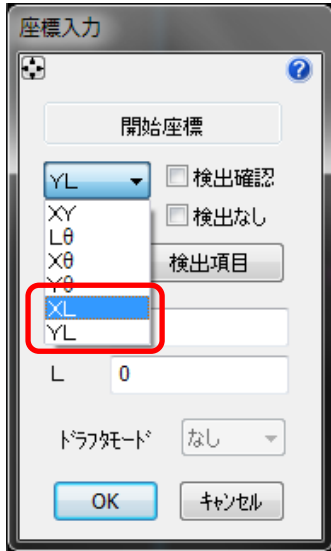 座標入力
?
開始座標
YL
検出確認
XY
検出なし
Lθ
Xθ
検出項目
Yθ
XL
YL
L 0
ﾄﾞﾗﾌﾀﾓｰﾄﾞ なし
OK ｷｬﾝｾﾙ